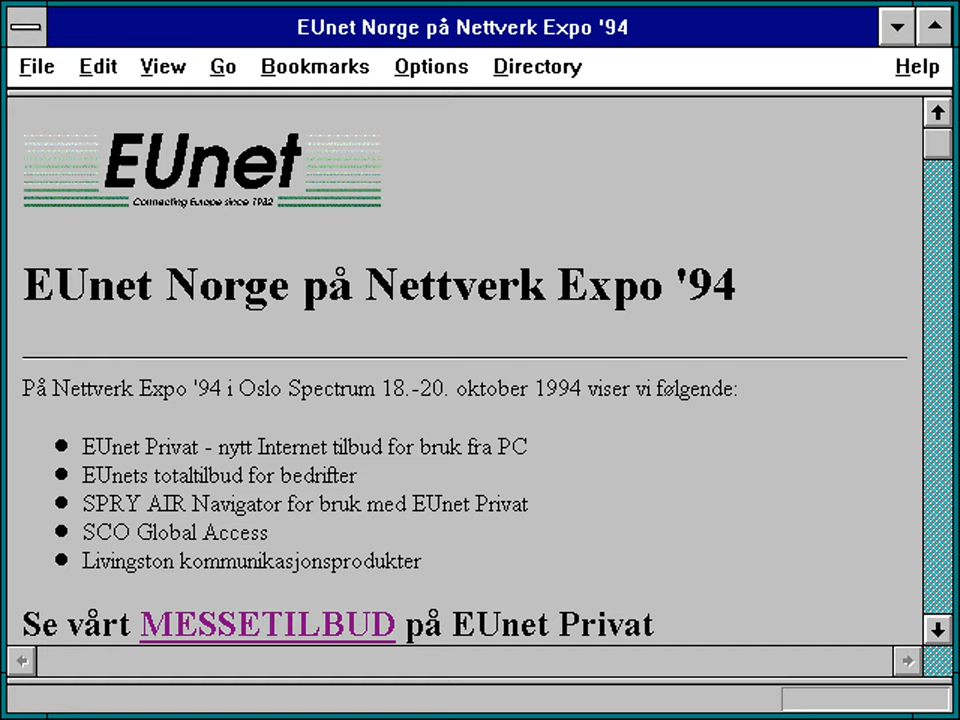 EUnet Norge på Nettverk Expo '94
File Edit View Go Bookmarks Options Directory Help
EUnet
Connecting Europe since 1982
EUnet Norge på Nettverk Expo '94
På Nettverk Expo '94 i Oslo Spectrum 18.-20. oktober 1994 viser vi følgende:
EUnet Privat - nytt Internet tilbud for bruk fra PC
EUnets totaltilbud for bedrifter
SPRY AIR Navigator for bruk med EUnet Privat
SCO Global Access
Livingston kommunikasjonsprodukter
Se vårt MESSETILBUD på EUnet Privat